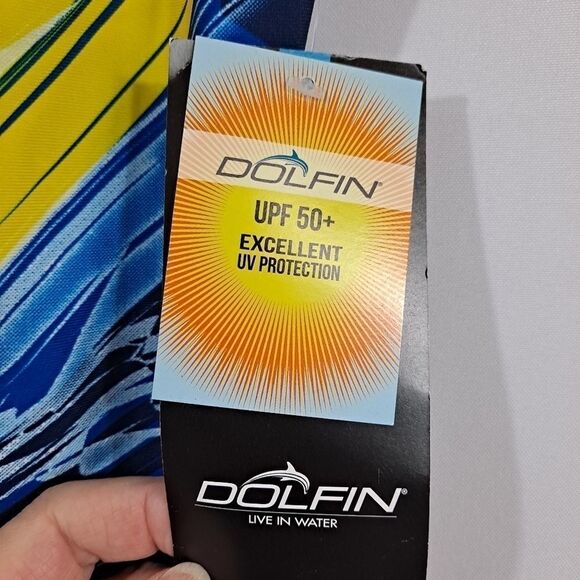 DOLFIN®
UPF 50+
EXCELLENT
UV PROTECTION
DOLFIN®
LIVE IN WATER